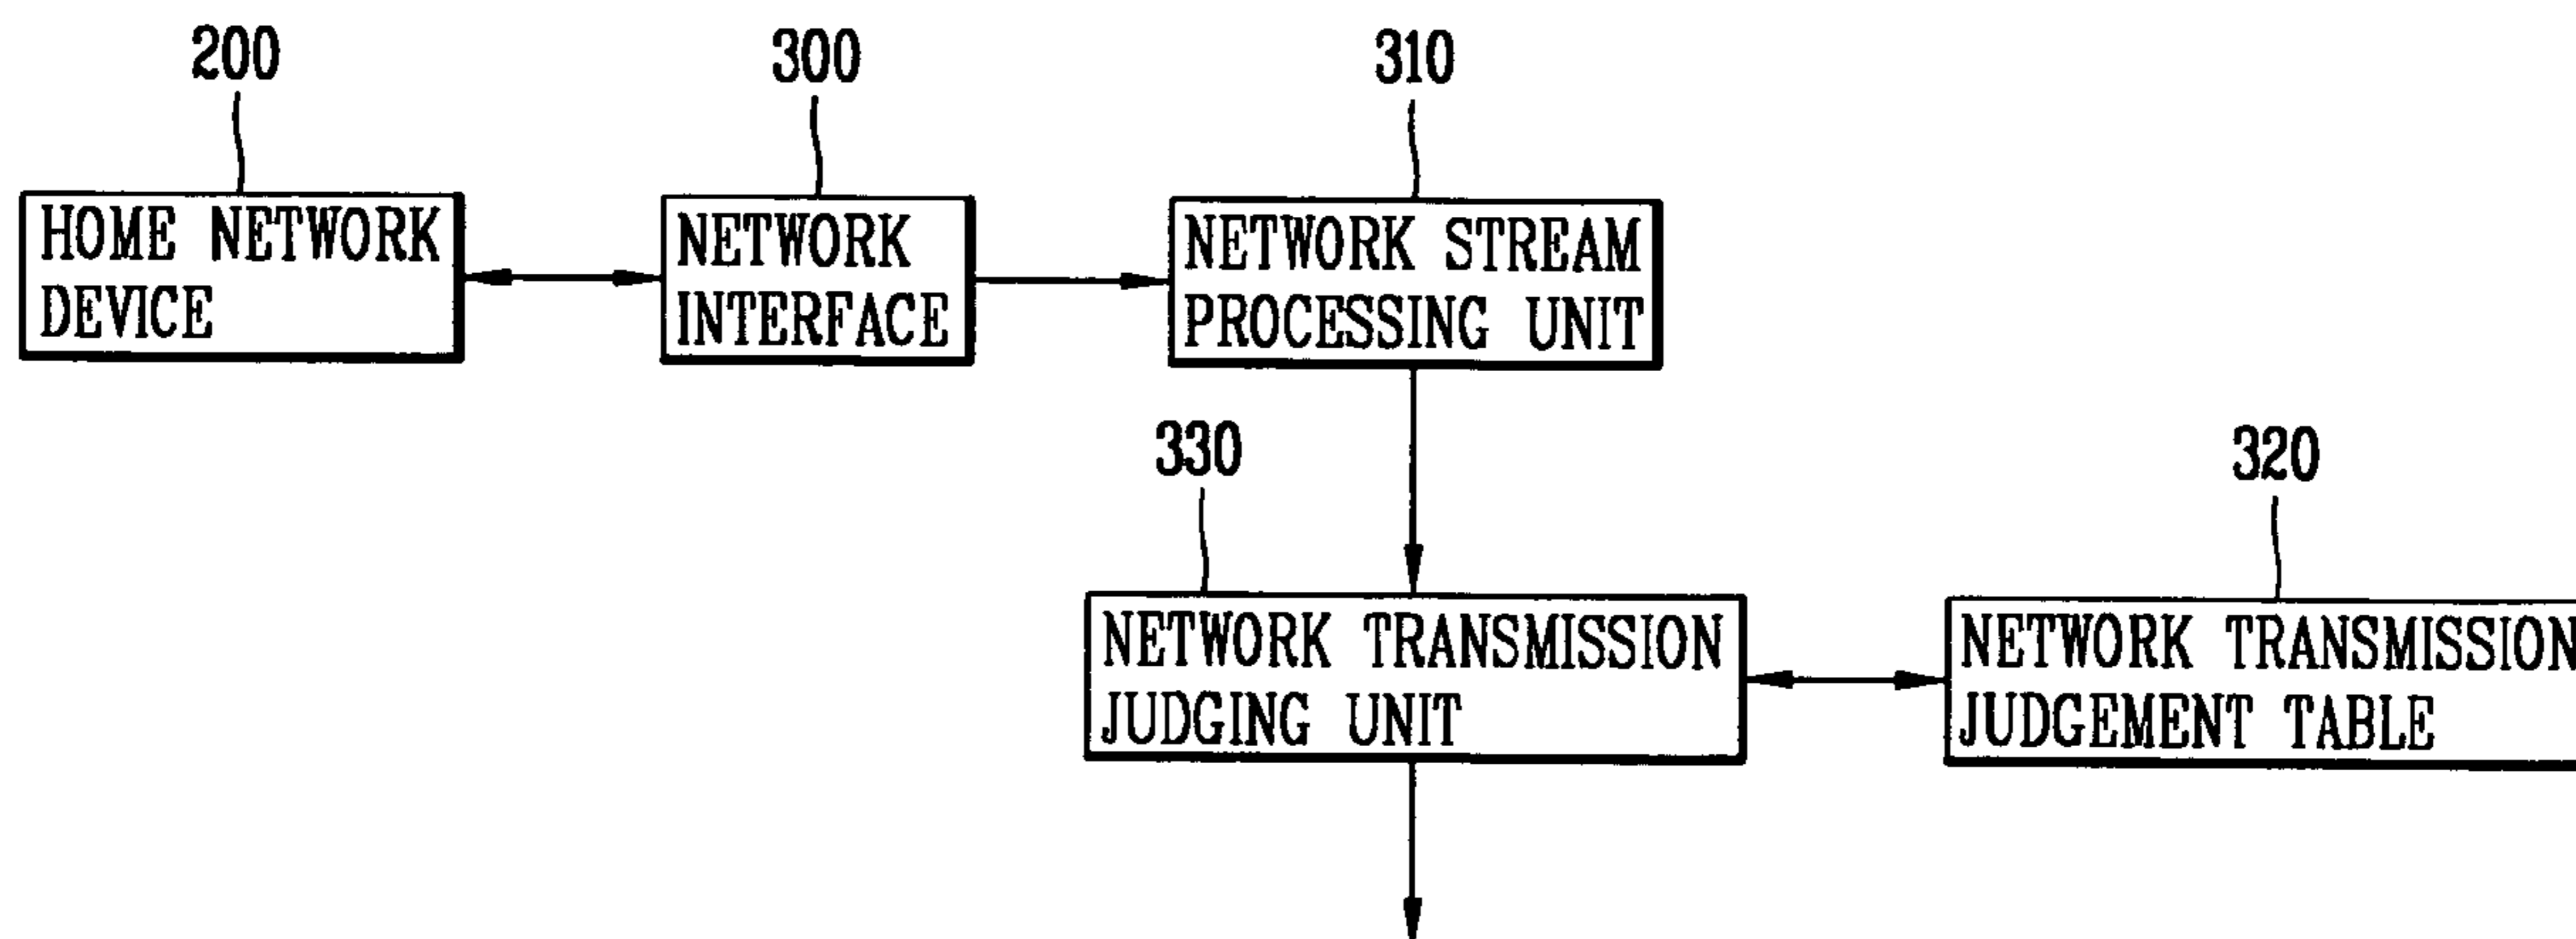 200
300
310
HOME NETWORK
DEVICE
NETWORK
INTERFACE
NETWORK STREAM
PROCESSING UNIT
330
320
NETWORK TRANSMISSION
JUDGING UNIT
NETWORK TRANSMISSION
JUDGEMENT TABLE